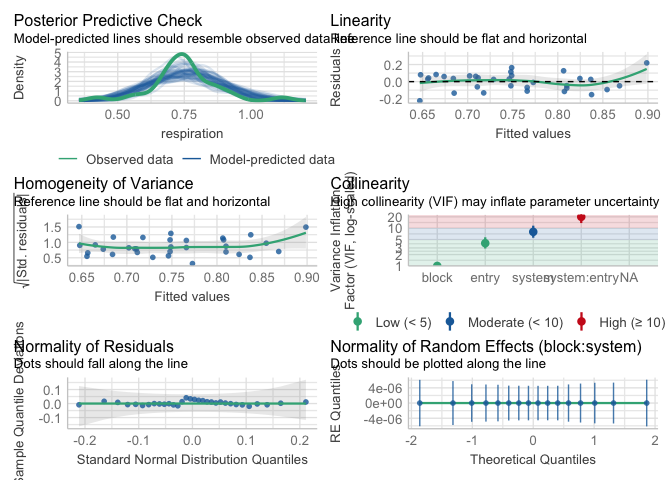 Posterior Predictive Check
Model-predicted lines should resemble observed data line
Density
5
4
3
2
1
0
0.50 0.75 1.00
respiration
Observed data Model-predicted data
Linearity
Reference line should be flat and horizontal
Residuals
0.2
0.0
-0.2
0.65 0.70 0.75 0.80 0.85 0.90
Fitted values
Homogeneity of Variance
Reference line should be flat and horizontal
√|Std. residuals|
1.5
1.0
0.5
0.65 0.70 0.75 0.80 0.85 0.90
Fitted values
Collinearity
High collinearity (VIF) may inflate parameter uncertainty
Variance Inflation
Factor (VIF, log-scaled)
20
10
5
3
2
1
block entry system system:entry NA
Low (< 5) Moderate (< 10) High (≥ 10)
Normality of Residuals
Dots should fall along the line
Sample Quantile Deviations
0.1
0.0
-0.1
-0.2 -0.1 0.0 0.1 0.2
Standard Normal Distribution Quantiles
Normality of Random Effects (block:system)
Dots should be plotted along the line
RE Quantiles
4e-06
0e+00
-4e-06
-2 -1 0 1 2
Theoretical Quantiles